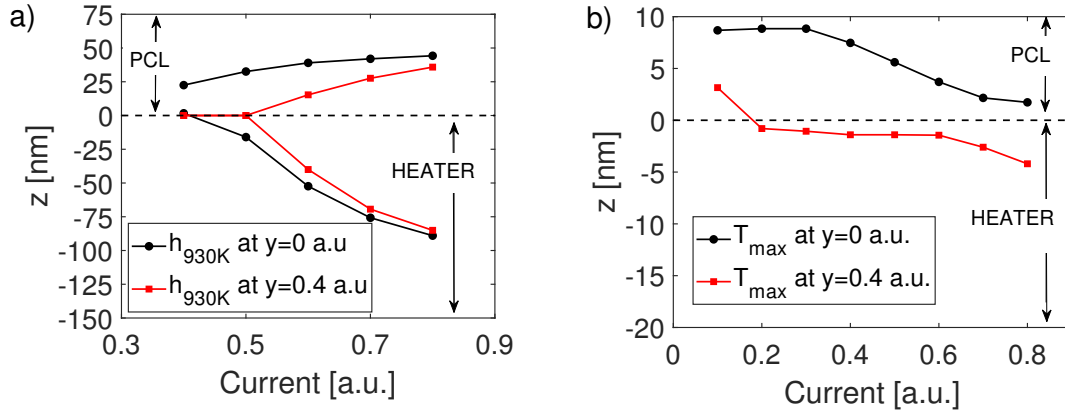 a)
75
50
25
0
-25
-50
-75
-100
-125
-150
z [nm]
PCL
HEATER
h930K at y=0 a.u
h930K at y=0.4 a.u
0.3
0.5
0.7
0.9
Current [a.u.]
b)
10
5
0
-5
-10
-15
-20
z [nm]
PCL
HEATER
Tmax at y=0 a.u.
Tmax at y=0.4 a.u.
0
0.2
0.4
0.6
0.8
Current [a.u.]